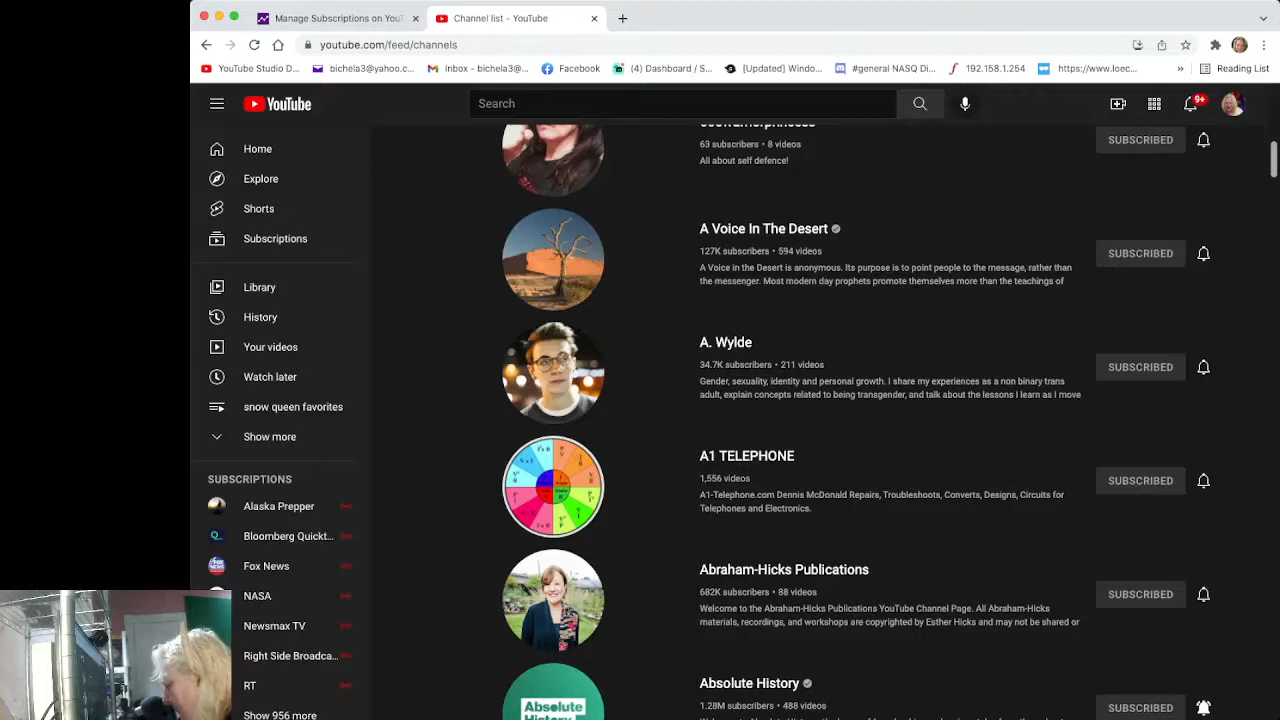 Manage Subscriptions on YouT
Channel list - YouTube
youtube.com/feed/channels
YouTube Studio D...
bichela3@yahoo.c...
Inbox - bichela3@...
Facebook
(4) Dashboard / S...
[Updated] Windo...
#general NASQ Di...
192.158.1.254
https://www.loec...
»
Reading List
YouTube
Search
9+
Home
Explore
Shorts
Subscriptions
Library
History
Your videos
Watch later
snow queen favorites
Show more
SUBSCRIPTIONS
Alaska Prepper
Bloomberg Quickt...
Fox News
NASA
Newsmax TV
Right Side Broadca...
RT
Show 956 more
63 subscribers • 8 videos
All about self defence!
SUBSCRIBED
A Voice In The Desert
127K subscribers • 594 videos
A Voice in the Desert is anonymous. Its purpose is to point people to the message, rather than
the messenger. Most modern day prophets promote themselves more than the teachings of
SUBSCRIBED
A. Wylde
34.7K subscribers • 211 videos
Gender, sexuality, identity and personal growth. I share my experiences as a non binary trans
adult, explain concepts related to being transgender, and talk about the lessons I learn as I move
SUBSCRIBED
A1 TELEPHONE
1,556 videos
A1-Telephone.com Dennis McDonald Repairs, Troubleshoots, Converts, Designs, Circuits for
Telephones and Electronics.
SUBSCRIBED
Abraham-Hicks Publications
682K subscribers • 88 videos
Welcome to the Abraham-Hicks Publications YouTube Channel Page. All Abraham-Hicks
materials, recordings, and workshops are copyrighted by Esther Hicks and may not be shared or
SUBSCRIBED
Absolute
History
Absolute History
1.28M subscribers • 488 videos
SUBSCRIBED